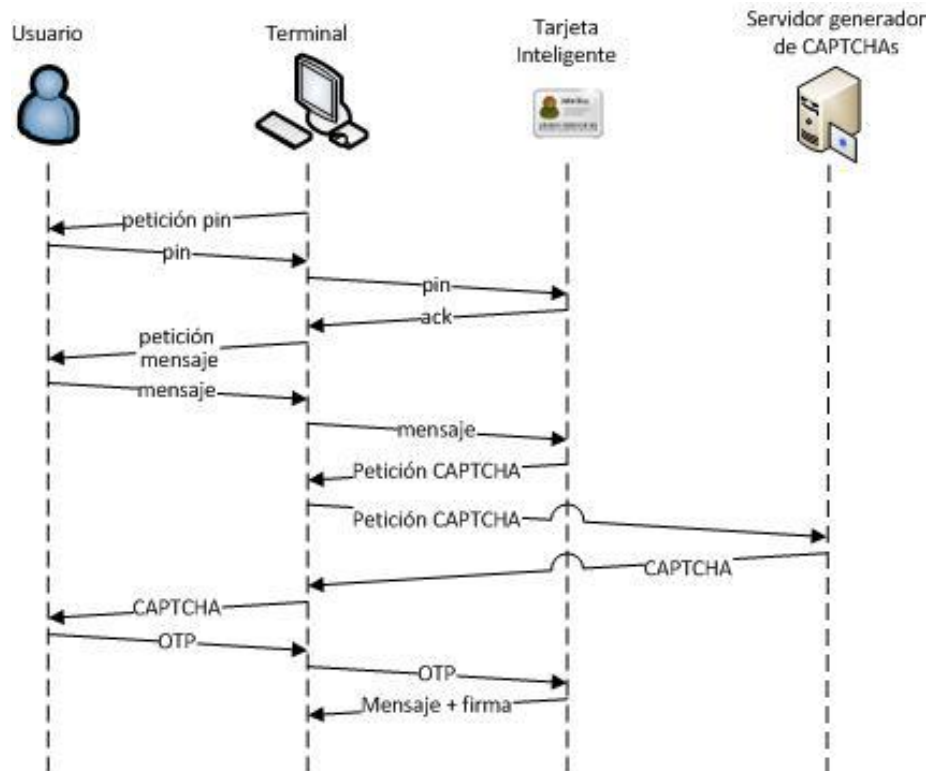 Usuario
Terminal
Tarjeta
Inteligente
Servidor generador
de CAPTCHAs
petición pin
pin
pin
ack
petición
mensaje
mensaje
mensaje
Petición CAPTCHA
Petición CAPTCHA
CAPTCHA
CAPTCHA
OTP
OTP
Mensaje + firma